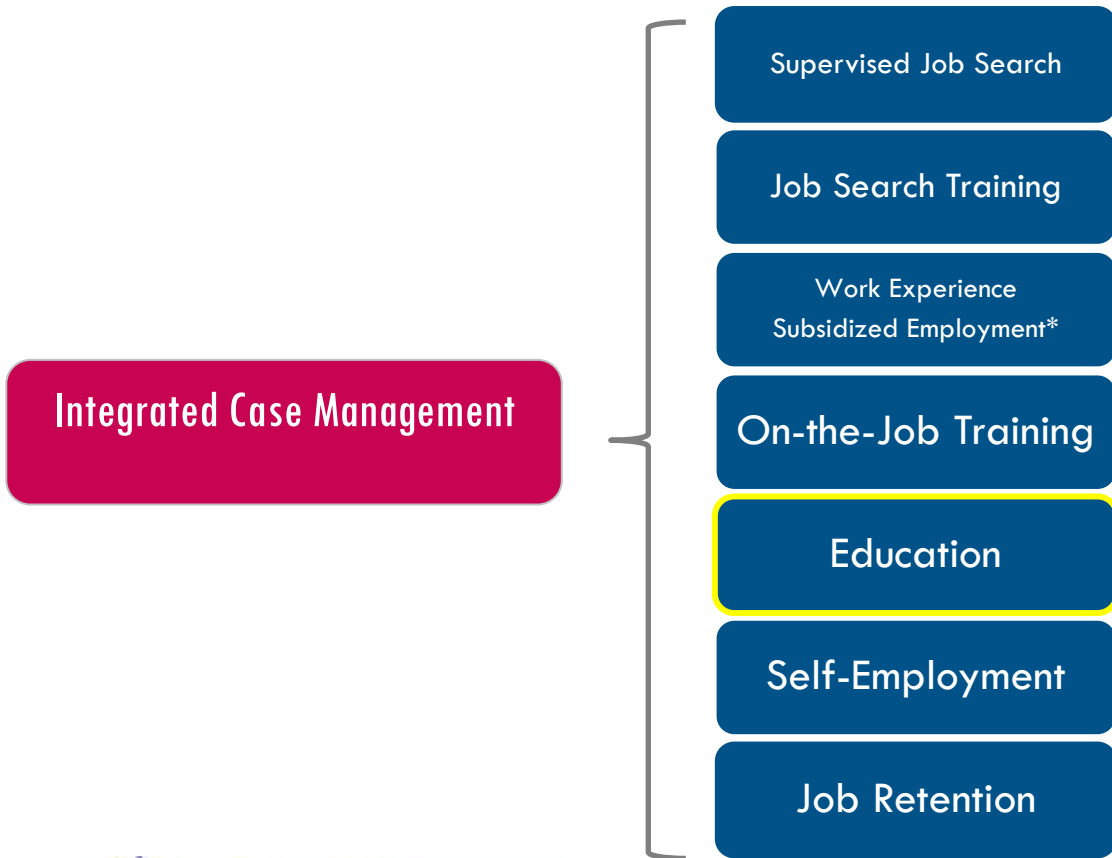 Supervised Job Search
Job Search Training
Work Experience
Subsidized Employment*
Integrated Case Management
On-the-Job Training
Education
Self-Employment
Job Retention